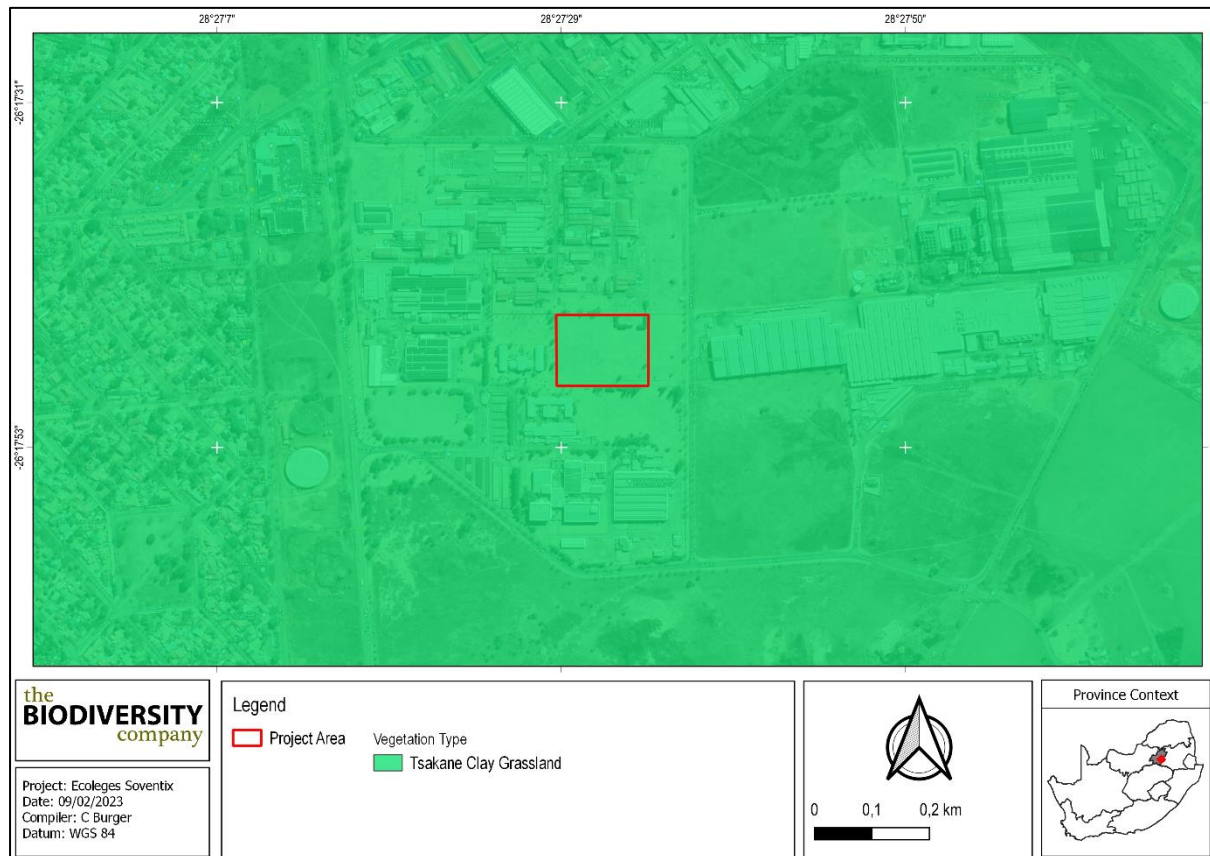 28°27'7"
28°27'29"
28°27'50"
-26°17'31"
-26°17'53"
the
BIODIVERSITY
company
Project: Ecoleges Soventix
Date: 09/02/2023
Compiler: C Burger
Datum: WGS 84
Legend
Project Area
Vegetation Type
Tsakane Clay Grassland
0
0,1
0,2 km
Province Context